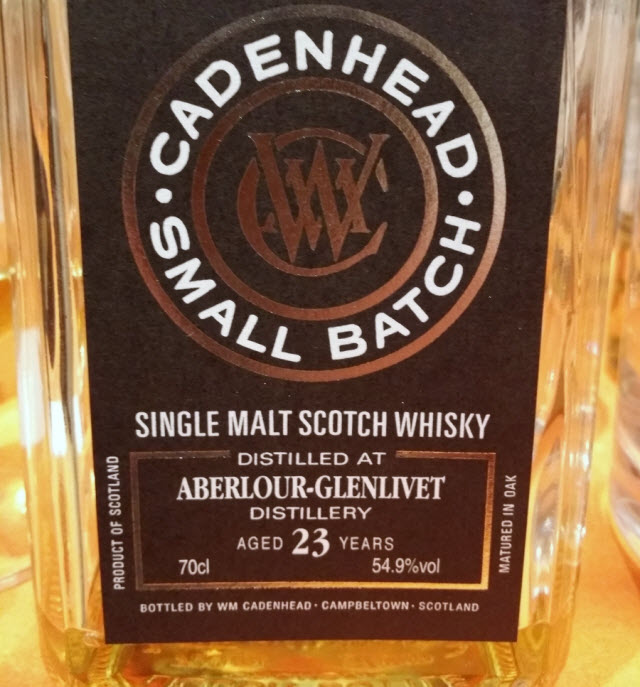 CADENHEAD
· SMALL BATCH ·
WC
SINGLE MALT SCOTCH WHISKY
DISTILLED AT
ABERLOUR-GLENLIVET
DISTILLERY
AGED 23 YEARS
70cl 54.9%vol
PRODUCT OF SCOTLAND
MATURED IN OAK
BOTTLED BY WM CADENHEAD · CAMPBELTOWN · SCOTLAND